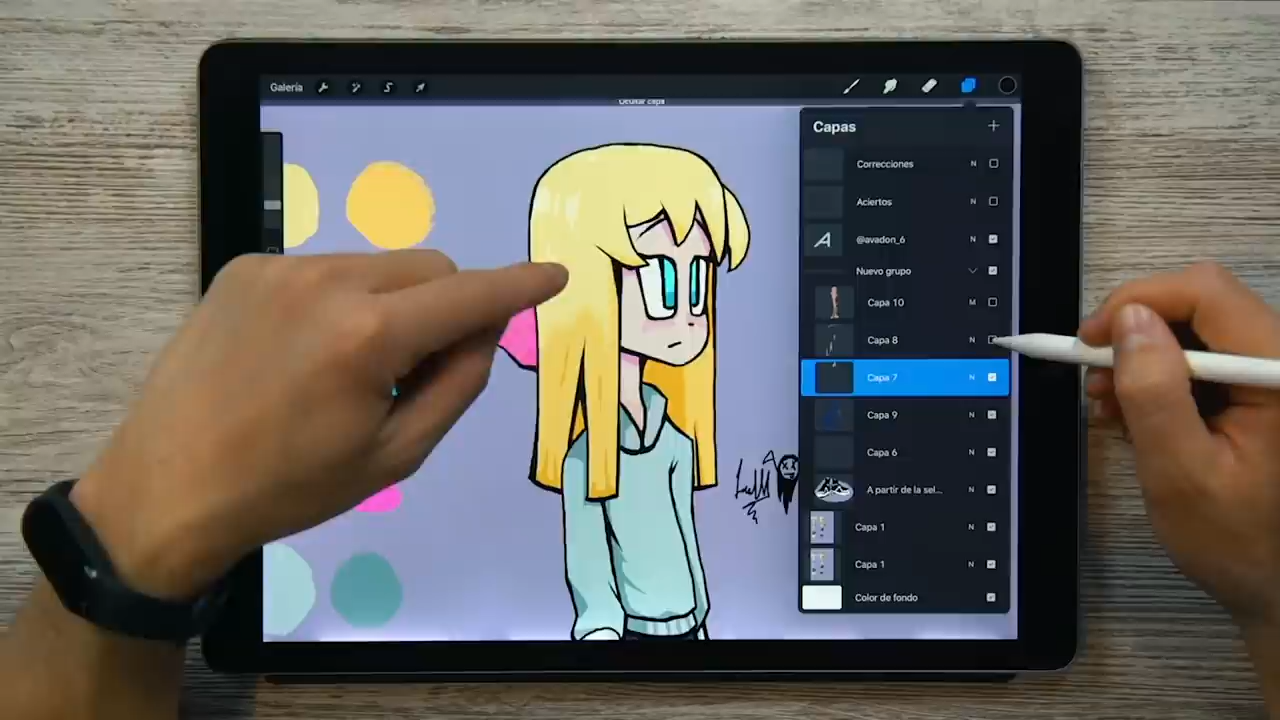 Galería
Ocultar capa
Capas
Correcciones N
Aciertos N
@avadon_6 N
Nuevo grupo
Capa 10 M
Capa 8 N
Capa 7 N
Capa 9 N
Capa 6 N
A partir de la sel... N
Capa 1 N
Capa 1 N
Color de fondo